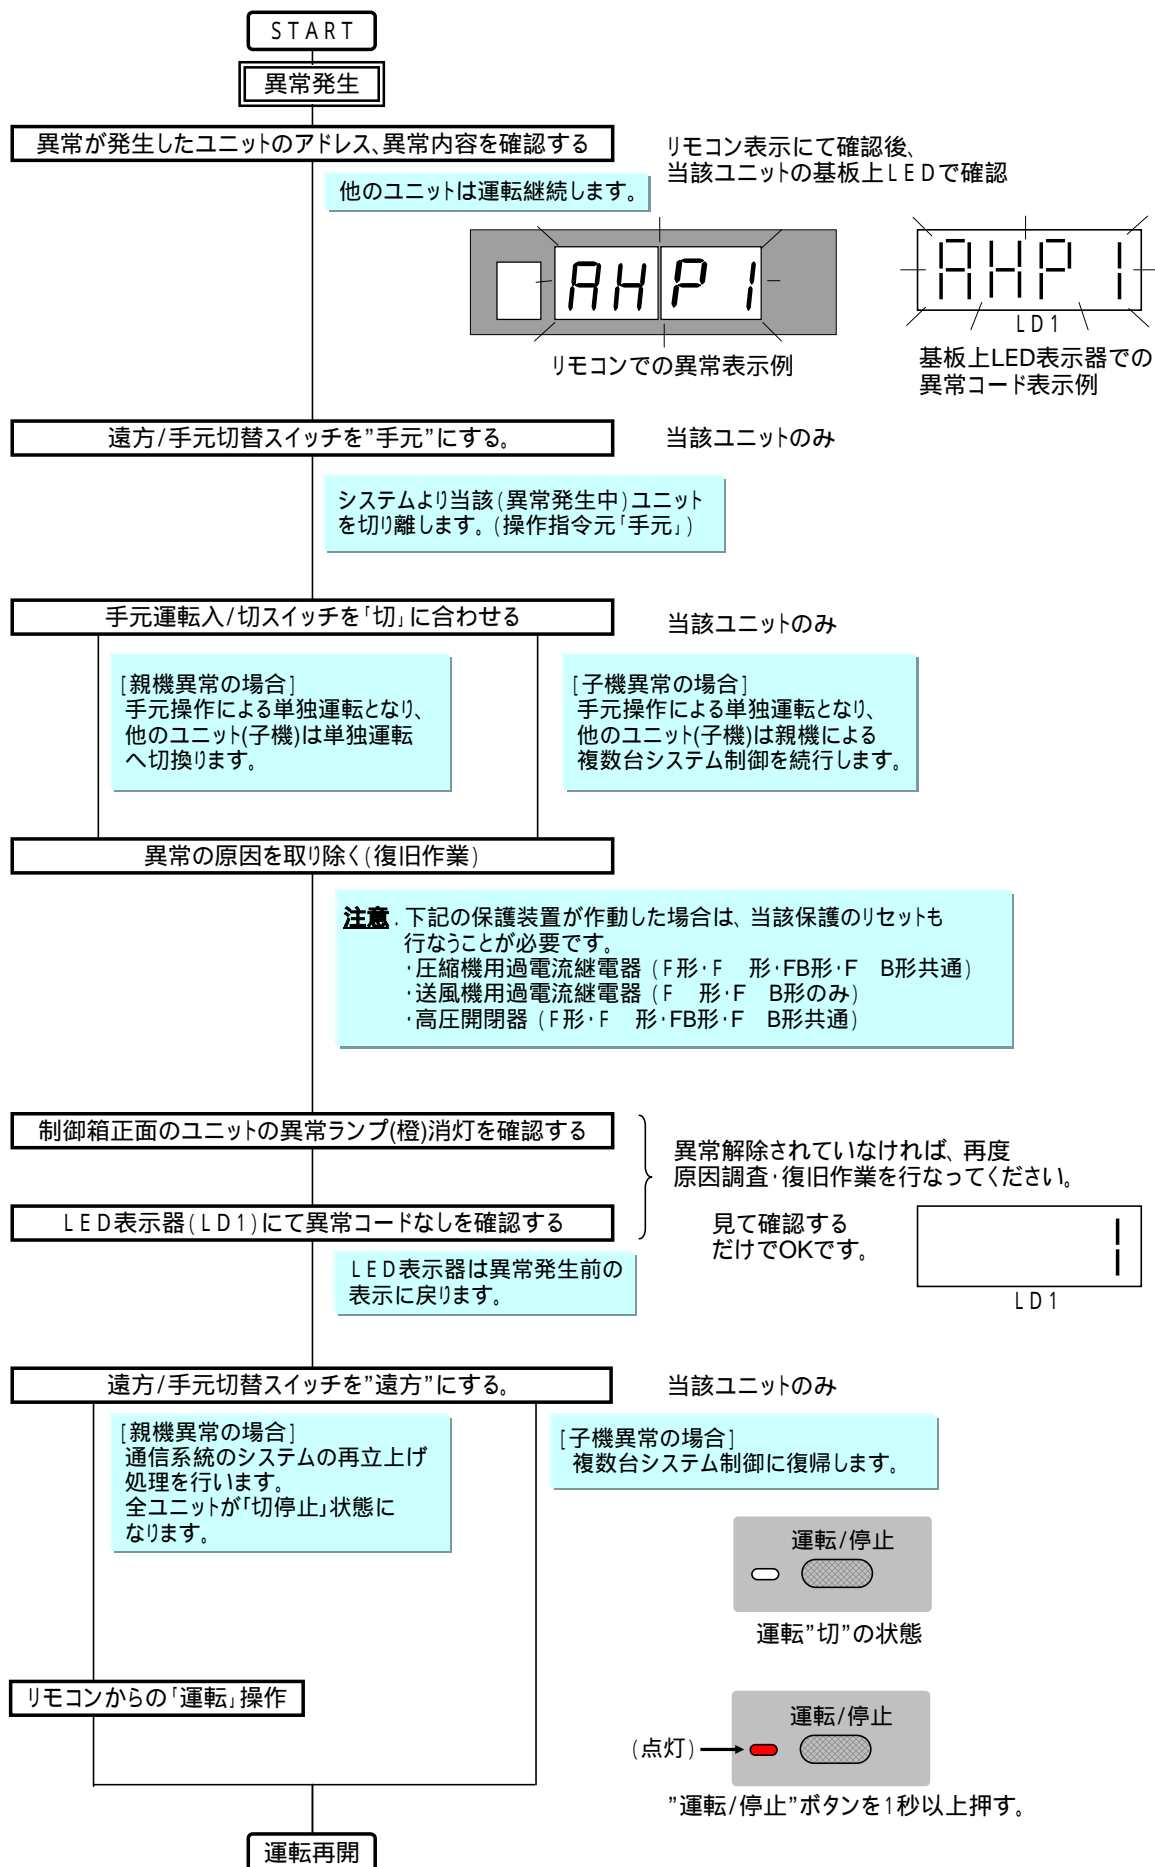 START
異常発生
異常が発生したユニットのアドレス、異常内容を確認する
リモコン表示にて確認後、
当該ユニットの基板上LEDで確認
他のユニットは運転継続します。
AHP1
リモコンでの異常表示例
AHP1
LD1
基板上LED表示器での
異常コード表示例
遠方/手元切替スイッチを”手元”にする。
当該ユニットのみ
システムより当該(異常発生中)ユニット
を切り離します。(操作指令元「手元」)
手元運転入/切スイッチを「切」に合わせる
当該ユニットのみ
[親機異常の場合]
手元操作による単独運転となり、
他のユニット(子機)は単独運転
へ切換ります。
[子機異常の場合]
手元操作による単独運転となり、
他のユニット(子機)は親機による
複数台システム制御を続行します。
異常の原因を取り除く(復旧作業)
注意.下記の保護装置が作動した場合は、当該保護のリセットも
行なうことが必要です。
・圧縮機用過電流継電器 (F形・F 形・FB形・F B形共通)
・送風機用過電流継電器 (F 形・F B形のみ)
・高圧開閉器 (F形・F 形・FB形・F B形共通)
制御箱正面のユニットの異常ランプ(橙)消灯を確認する
異常解除されていなければ、再度
原因調査・復旧作業を行なってください。
LED表示器(LD1)にて異常コードなしを確認する
見て確認する
だけでOKです。
1
LD1
LED表示器は異常発生前の
表示に戻ります。
遠方/手元切替スイッチを”遠方”にする。
当該ユニットのみ
[親機異常の場合]
通信系統のシステムの再立上げ
処理を行います。
全ユニットが「切停止」状態に
なります。
[子機異常の場合]
複数台システム制御に復帰します。
運転/停止
運転”切”の状態
リモコンからの「運転」操作
運転/停止
(点灯)
”運転/停止”ボタンを1秒以上押す。
運転再開